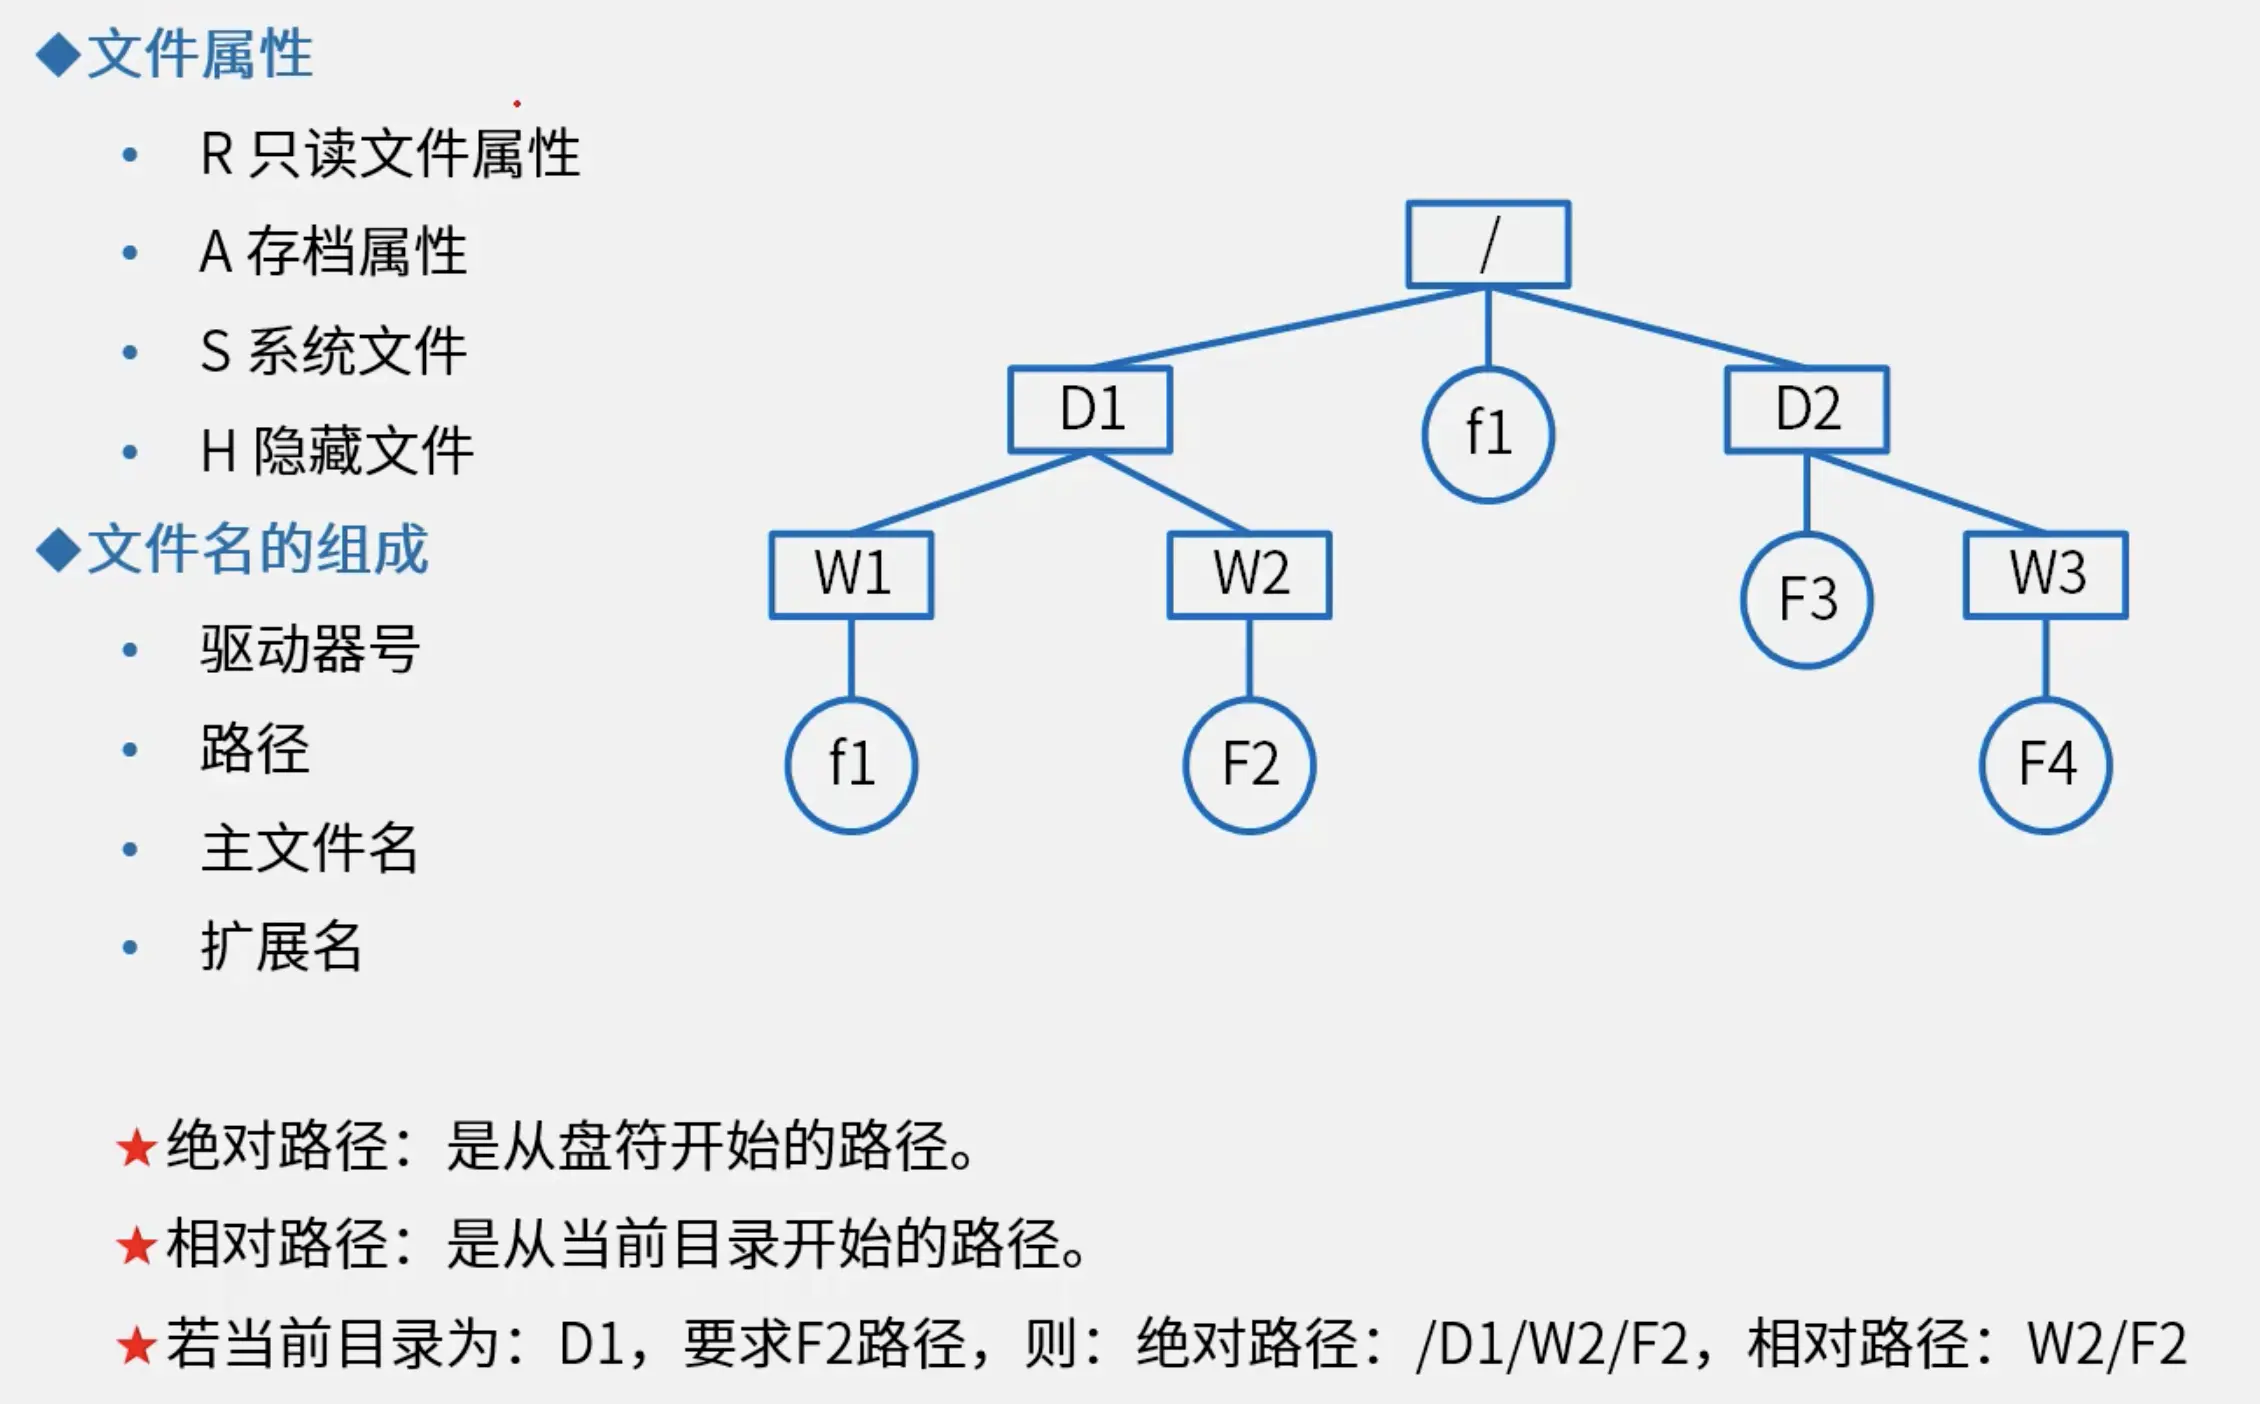 ◆文件属性
• R 只读文件属性
• A 存档属性
• S 系统文件
• H 隐藏文件
◆文件名的组成
• 驱动器号
• 路径
• 主文件名
• 扩展名
/
D1
f1
D2
W1
W2
F3
W3
f1
F2
F4
★绝对路径：是从盘符开始的路径。
★相对路径：是从当前目录开始的路径。
★若当前目录为：D1，要求F2路径，则：绝对路径：/D1/W2/F2，相对路径：W2/F2